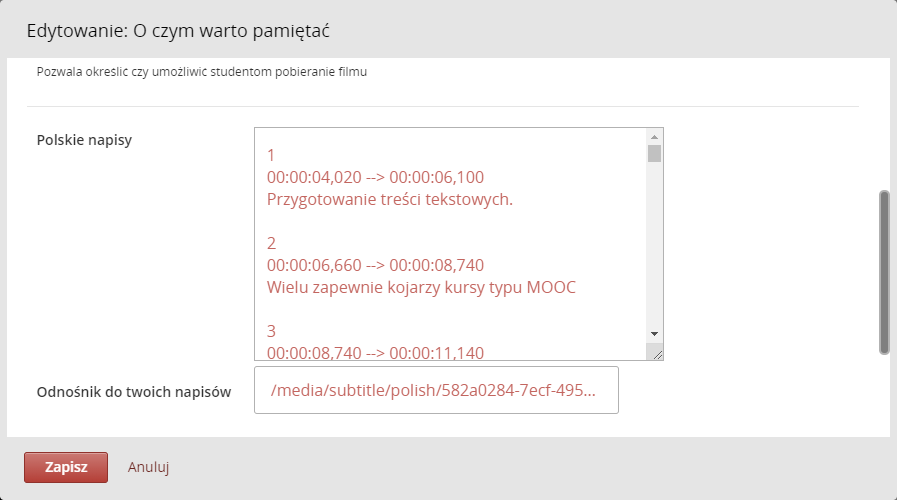 Edytowanie: O czym warto pamiętać
Pozwala określic czy umożliwic studentom pobieranie filmu
Polskie napisy
1
00:00:04,020 --> 00:00:06,100
Przygotowanie treści tekstowych.
2
00:00:06,660 --> 00:00:08,740
Wielu zapewnie kojarzy kursy typu MOOC
3
00:00:08,740 --> 00:00:11,140
Odnośnik do twoich napisów
/media/subtitle/polish/582a0284-7ecf-495...
Zapisz
Anuluj